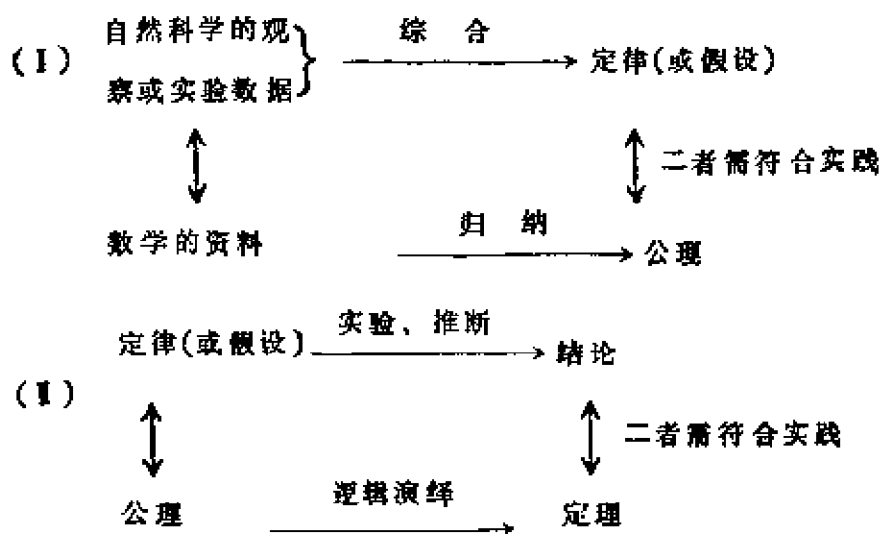 自然科学的观 综 合
(I) 定律(或假设)
察或实验数据
二者需符合实践
数学的资料 归 纳 公理
定律(或假设) 实验、推断 结论
(Ⅱ)
二者需符合实践
公理 逻辑演绎 定理